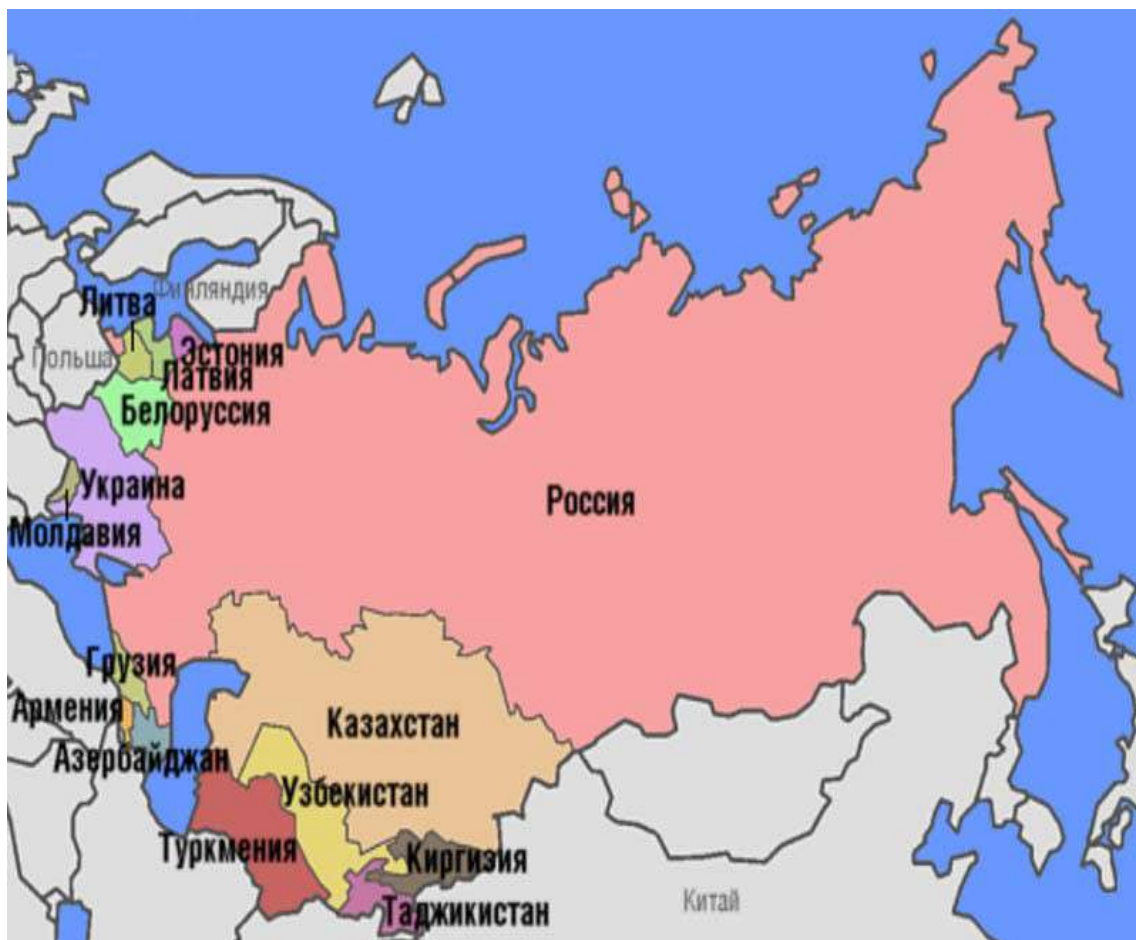 Финляндия
Литва
Польша
Эстония
Латвия
Белоруссия
Украина
Россия
Молдавия
Грузия
Армения
Казахстан
Азербайджан
Узбекистан
Туркмения
Киргизия
Таджикистан
Китай